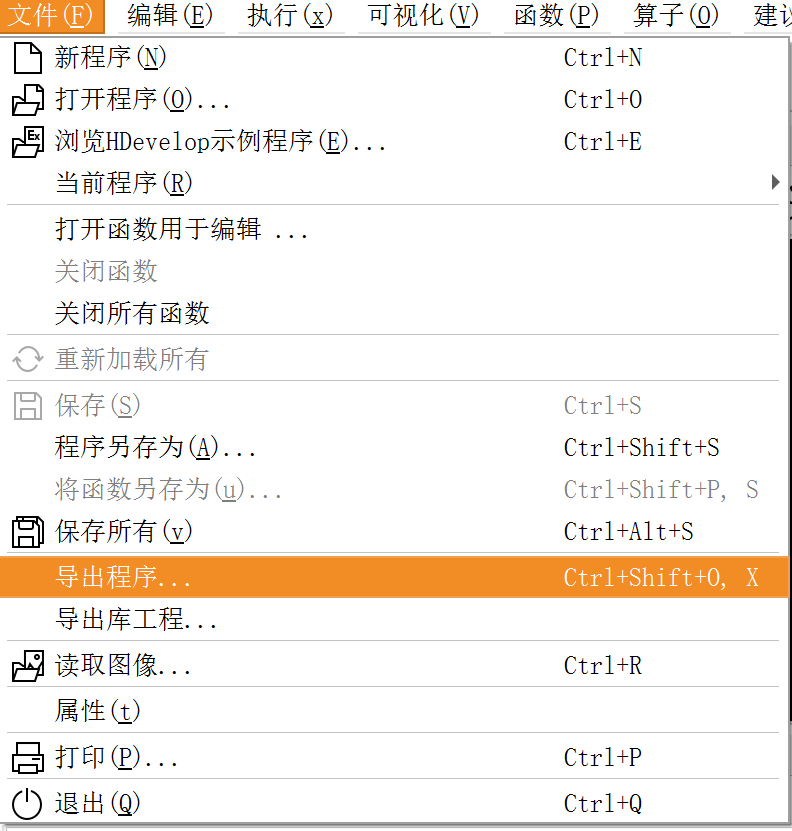 文件(F) 编辑(E) 执行(x) 可视化(V) 函数(P) 算子(O) 建
新程序(N) Ctrl+N
打开程序(O)... Ctrl+O
Ex 浏览HDevelop示例程序(E)... Ctrl+E
当前程序(R)
打开函数用于编辑 ...
关闭函数
关闭所有函数
重新加载所有
保存(S) Ctrl+S
程序另存为(A)... Ctrl+Shift+S
将函数另存为(u)... Ctrl+Shift+P, S
保存所有(v) Ctrl+Alt+S
导出程序... Ctrl+Shift+O, X
导出库工程...
读取图像... Ctrl+R
属性(t)
打印(P)... Ctrl+P
退出(Q) Ctrl+Q